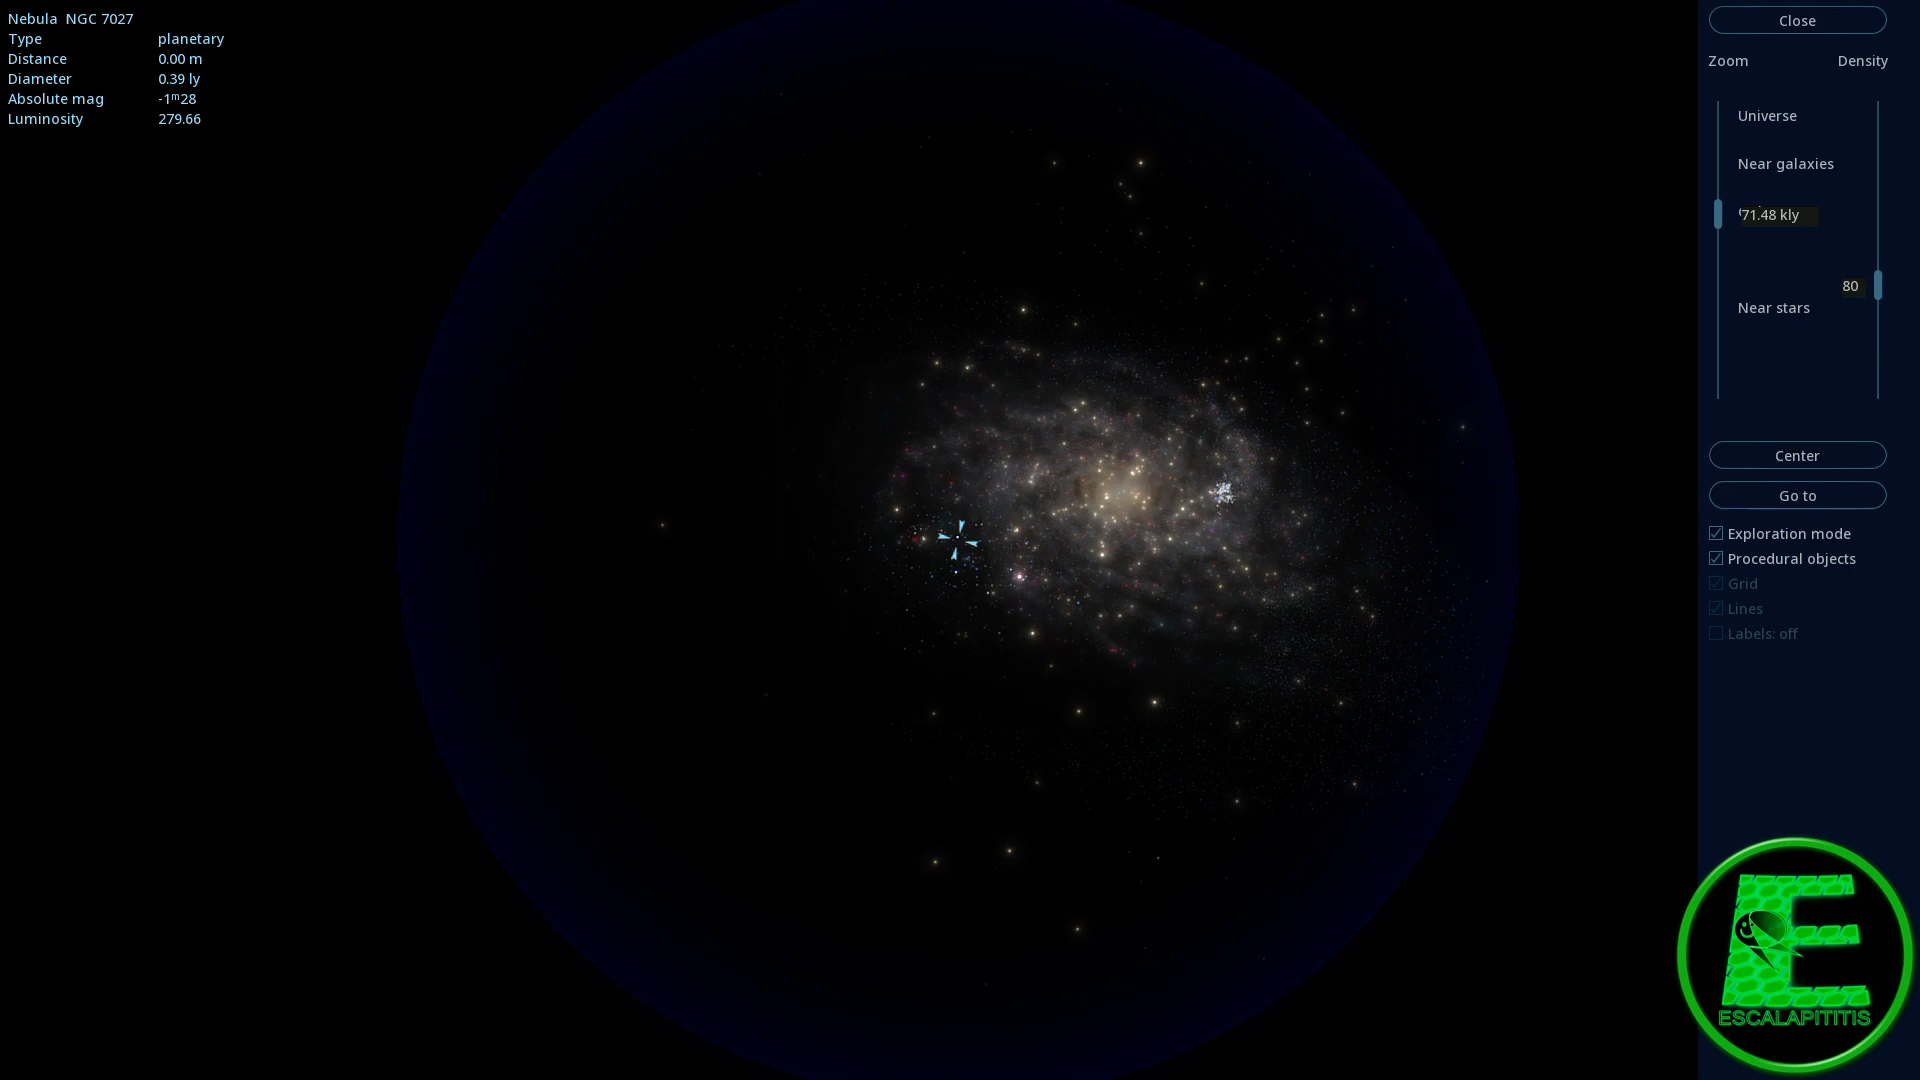 Nebula NGC 7027
Type planetary
Distance 0.00 m
Diameter 0.39 ly
Absolute mag -1ᵐ28
Luminosity 279.66
Close
Zoom Density
Universe
Near galaxies
71.48 kly
80
Near stars
Center
Go to
Exploration mode
Procedural objects
Grid
Lines
Labels: off
E
ESCALAPITITIS